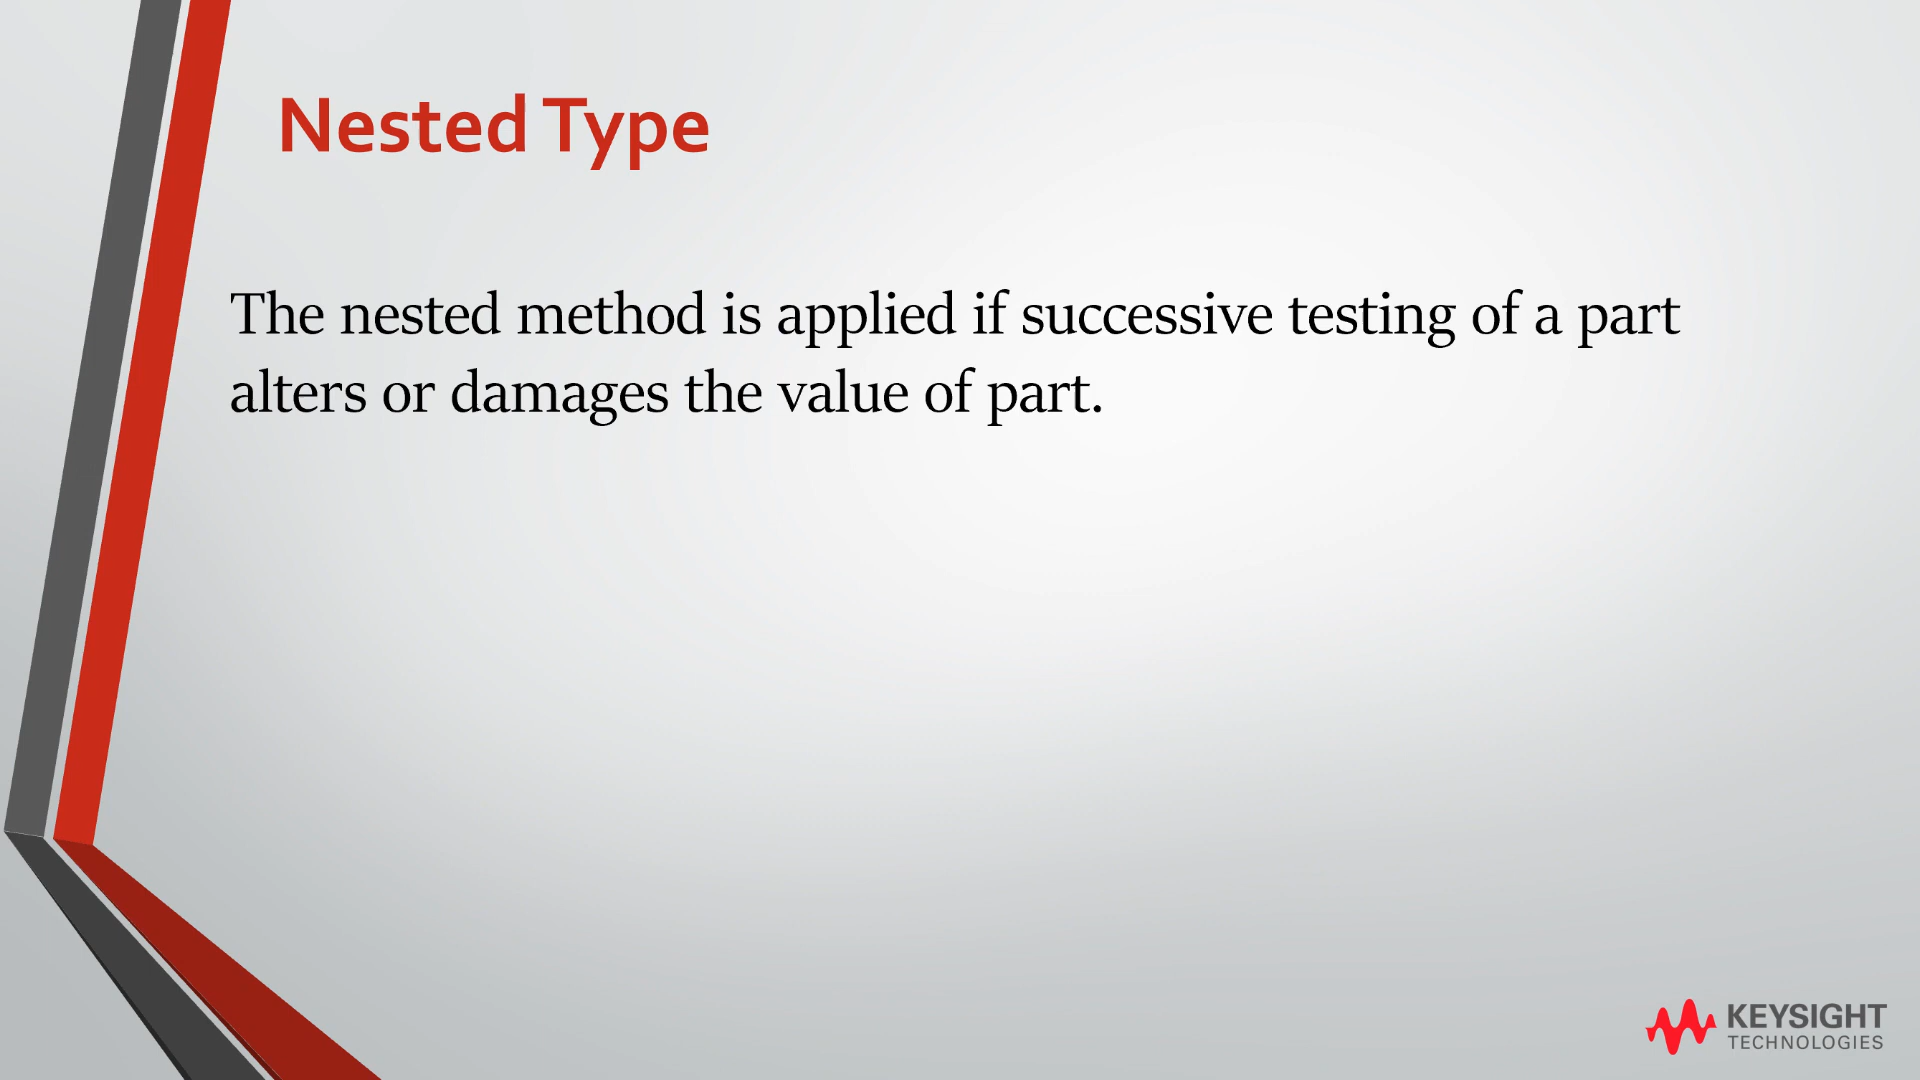 Nested Type
The nested method is applied if successive testing of a part
alters or damages the value of part.
KEYSIGHT
TECHNOLOGIES